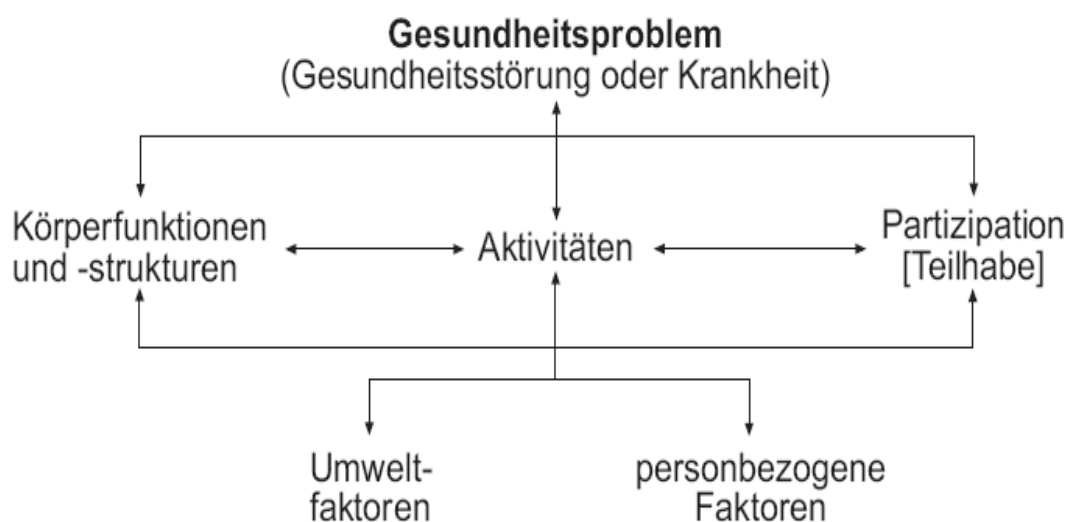 Gesundheitsproblem
(Gesundheitsstörung oder Krankheit)
Körperfunktionen
und -strukturen
Aktivitäten
Partizipation
[Teilhabe]
Umwelt-
faktoren
personbezogene
Faktoren